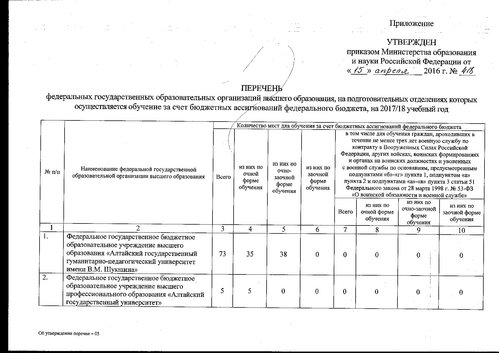 Приложение
УТВЕРЖДЕН
приказом Министерства образования
и науки Российской Федерации от
« 15 » апреля 2016 г. № 416
ПЕРЕЧЕНЬ
федеральных государственных образовательных организаций высшего образования, на подготовительных отделениях которых
осуществляется обучение за счет бюджетных ассигнований федерального бюджета, на 2017/18 учебный год
№ п/п
Наименование федеральной государственной
образовательной организации высшего образования
Количество мест для обучения за счет бюджетных ассигнований федерального бюджета
Всего
из них по
очной
форме
обучения
из них по
очно-
заочной
форме
обучения
из них по
заочной
форме
обучения
в том числе для обучения граждан, проходивших в
течение не менее трех лет военную службу по
контракту в Вооруженных Силах Российской
Федерации, других войсках, воинских формированиях
и органах на воинских должностях и уволенных
с военной службы по основаниям, предусмотренным
подпунктами «б»-«г» пункта 1, подпунктом «а»
пункта 2 и подпунктами «а»-«в» пункта 3 статьи 51
Федерального закона от 28 марта 1998 г. № 53-ФЗ
«О воинской обязанности и военной службе»
Всего
из них по
очной форме
обучения
из них по
очно-заочной
форме
обучения
из них по
заочной форме
обучения
1 2 3 4 5 6 7 8 9 10
1. Федеральное государственное бюджетное
образовательное учреждение высшего
образования «Алтайский государственный
гуманитарно-педагогический университет
имени В.М. Шукшина»
73 35 38 0 0 0 0 0
2. Федеральное государственное бюджетное
образовательное учреждение высшего
профессионального образования «Алтайский
государственный университет»
5 5 0 0 0 0 0 0
Об утверждении перечня - 05